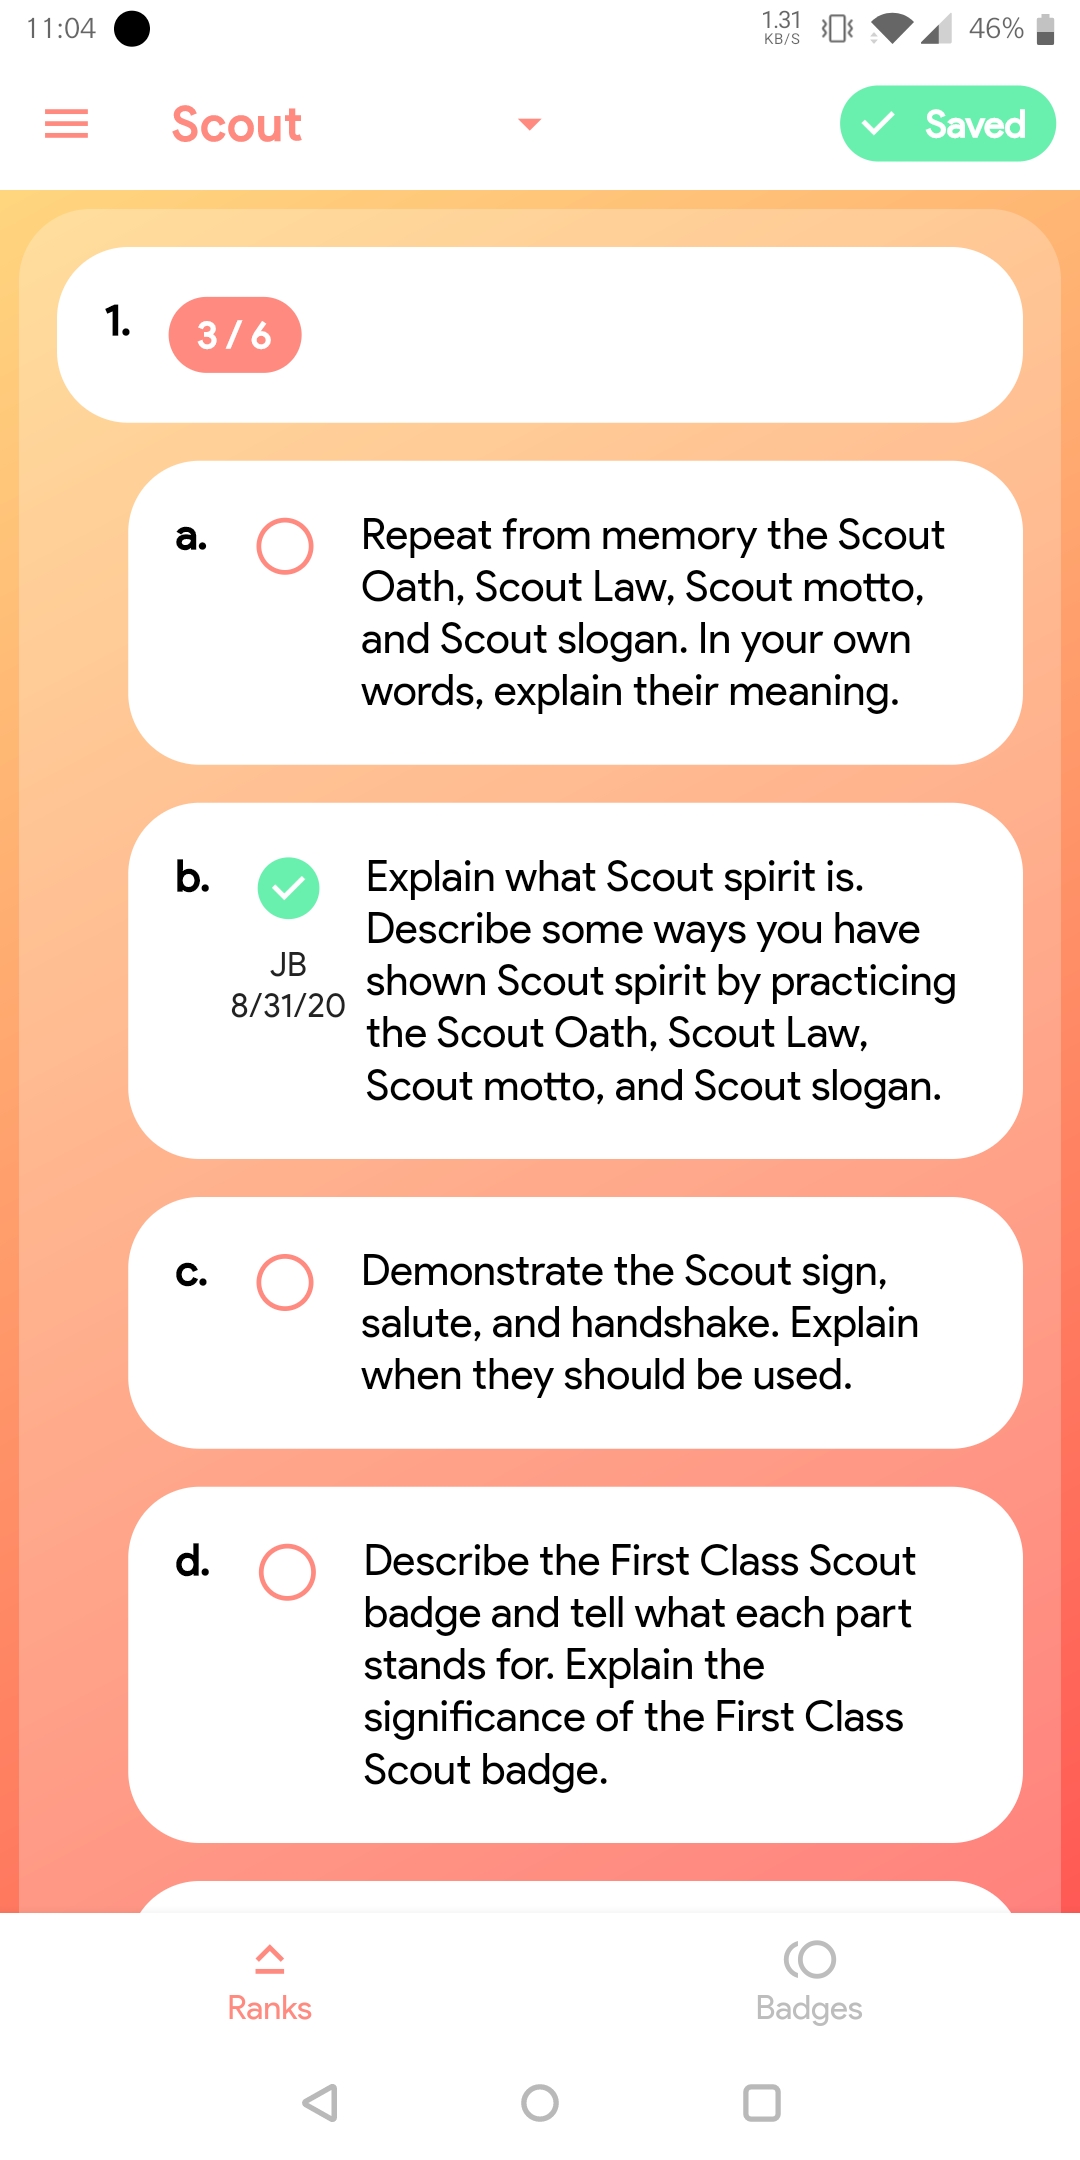 11:04
1.31
KB/S
46%
Scout
Saved
1.
3 / 6
a.
Repeat from memory the Scout
Oath, Scout Law, Scout motto,
and Scout slogan. In your own
words, explain their meaning.
b.
JB
8/31/20
Explain what Scout spirit is.
Describe some ways you have
shown Scout spirit by practicing
the Scout Oath, Scout Law,
Scout motto, and Scout slogan.
c.
Demonstrate the Scout sign,
salute, and handshake. Explain
when they should be used.
d.
Describe the First Class Scout
badge and tell what each part
stands for. Explain the
significance of the First Class
Scout badge.
Ranks
Badges